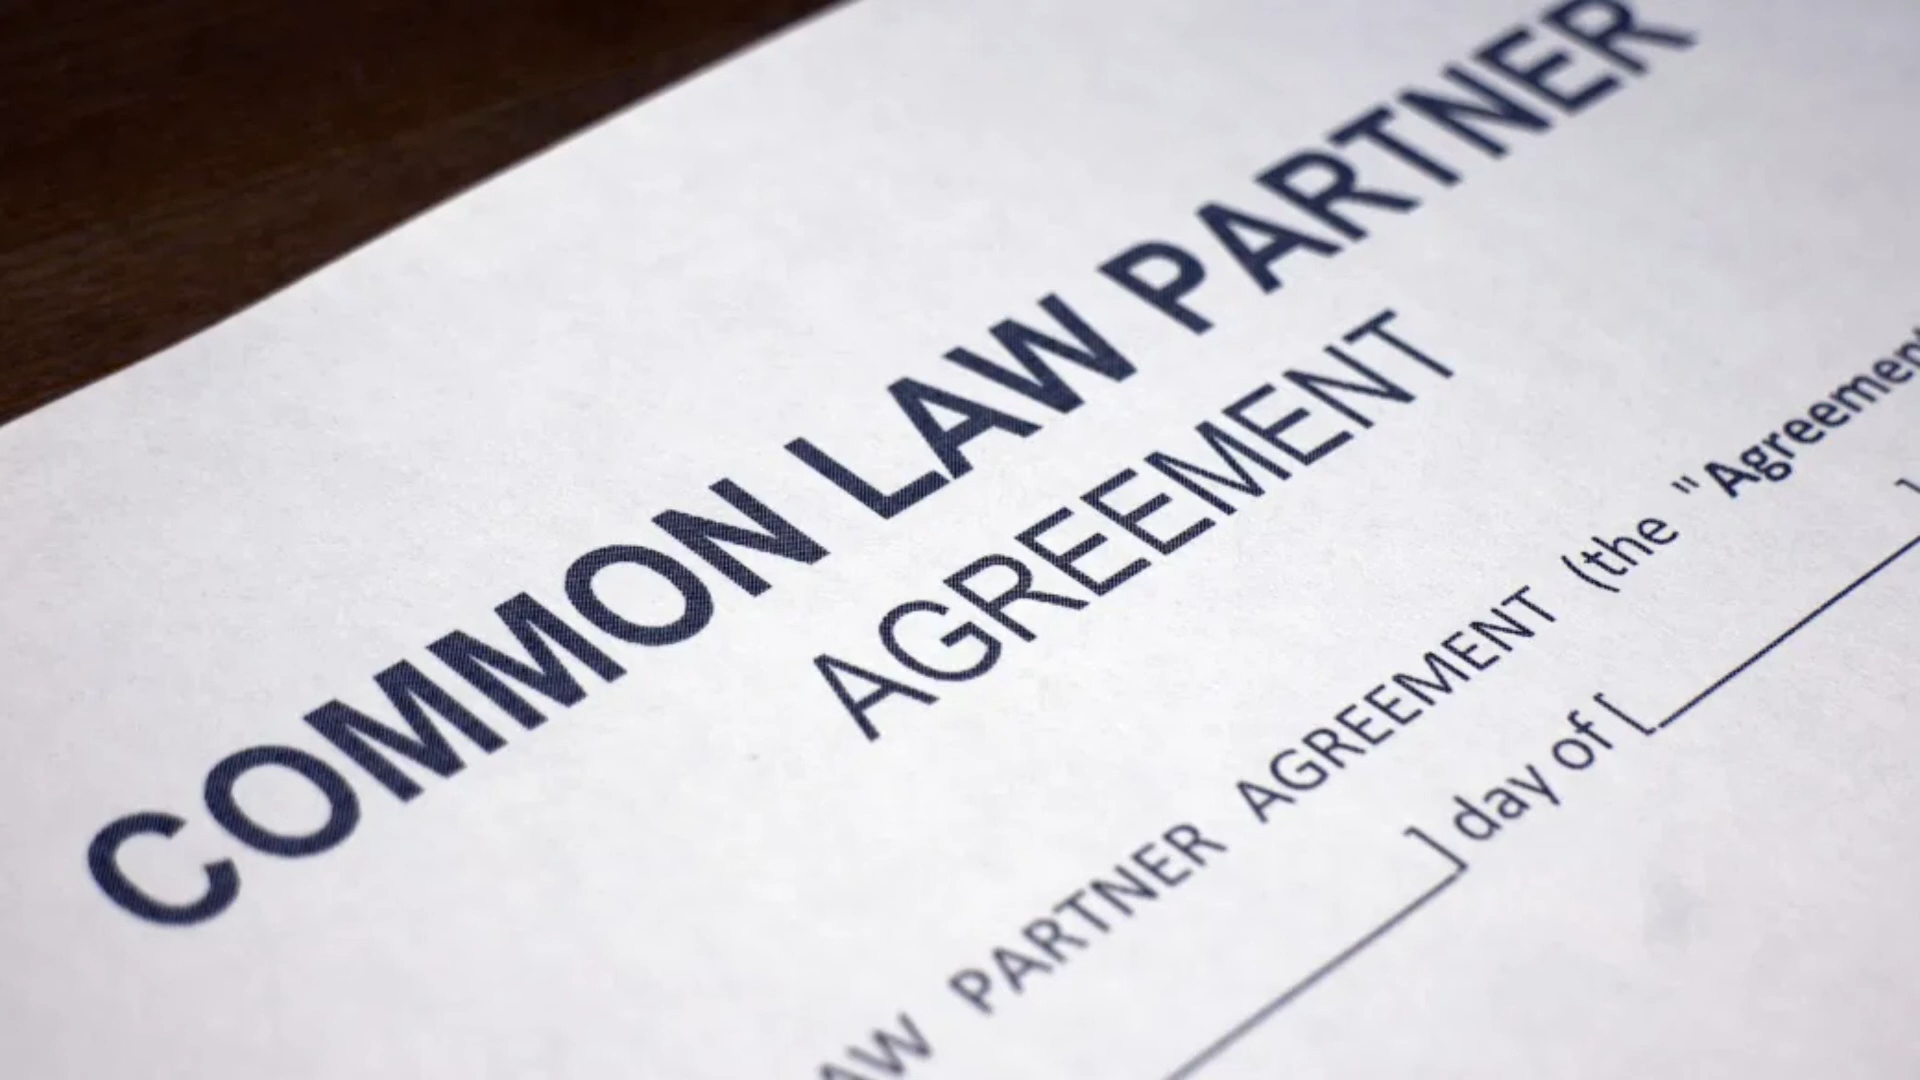 COMMON LAW PARTNER
AGREEMENT
AW PARTNER AGREEMENT (the "Agreement
] day of [ ]